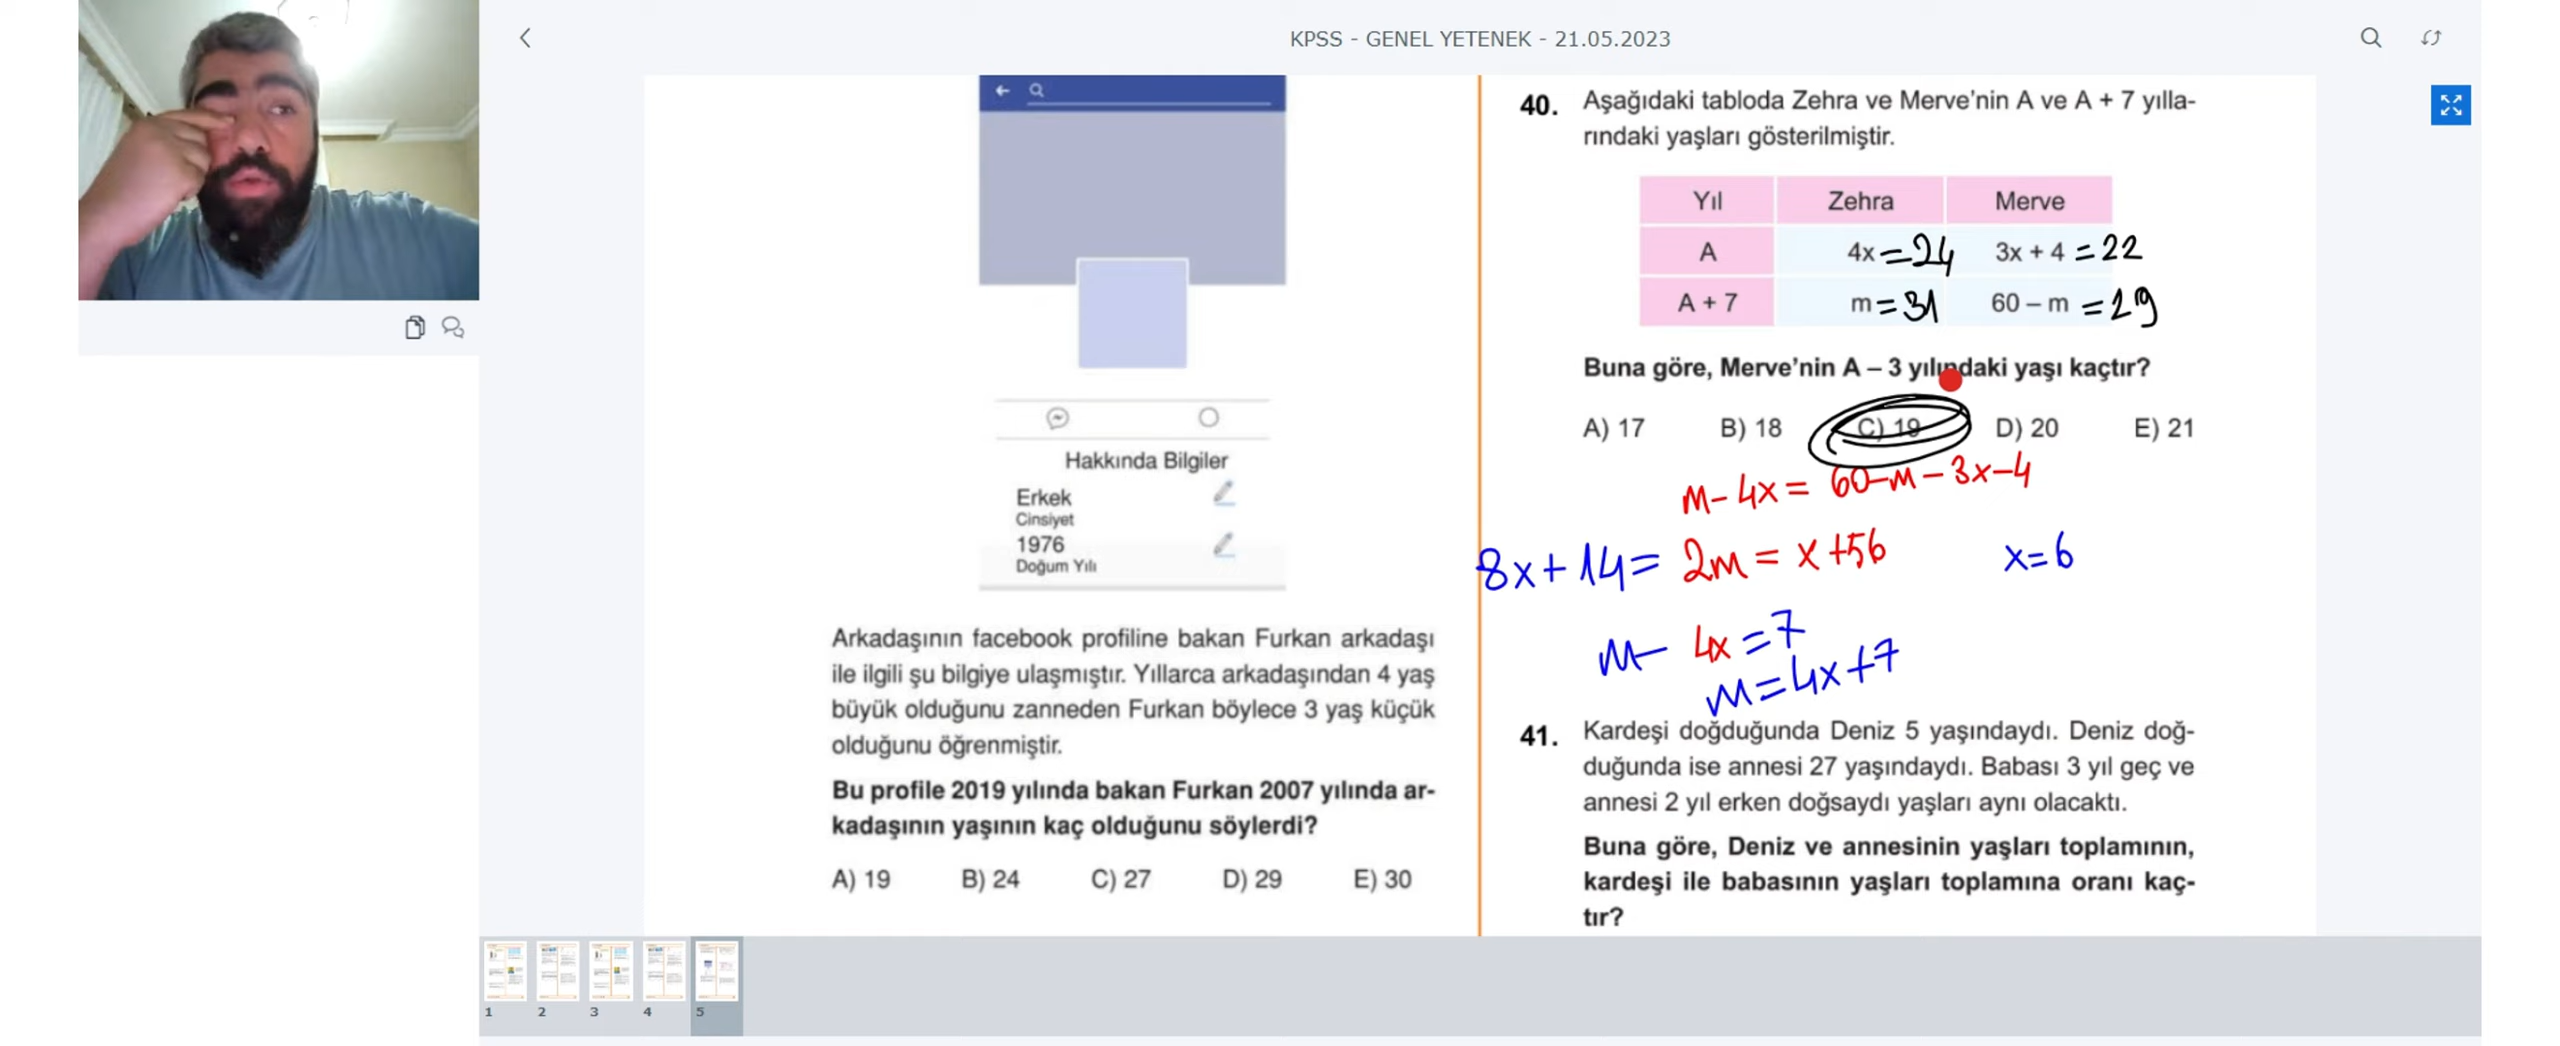 KPSS - GENEL YETENEK - 21.05.2023
Hakkında Bilgiler
Erkek
Cinsiyet
1976
Doğum Yılı
Arkadaşının facebook profiline bakan Furkan arkadaşı
ile ilgili şu bilgiye ulaşmıştır. Yıllarca arkadaşından 4 yaş
büyük olduğunu zanneden Furkan böylece 3 yaş küçük
olduğunu öğrenmiştir.
Bu profile 2019 yılında bakan Furkan 2007 yılında ar-
kadaşının yaşının kaç olduğunu söylerdi?
A) 19 B) 24 C) 27 D) 29 E) 30
40. Aşağıdaki tabloda Zehra ve Merve'nin A ve A + 7 yılla-
rındaki yaşları gösterilmiştir.
Yıl Zehra Merve
A 4x = 24 3x + 4 = 22
A + 7 m = 31 60 – m = 29
Buna göre, Merve'nin A – 3 yılındaki yaşı kaçtır?
A) 17 B) 18 C) 19 D) 20 E) 21
m - 4x = 60 - m - 3x - 4
8x + 14 = 2m = x + 56 x = 6
m - 4x = 7
m = 4x + 7
41. Kardeşi doğduğunda Deniz 5 yaşındaydı. Deniz doğ-
duğunda ise annesi 27 yaşındaydı. Babası 3 yıl geç ve
annesi 2 yıl erken doğsaydı yaşları aynı olacaktı.
Buna göre, Deniz ve annesinin yaşları toplamının,
kardeşi ile babasının yaşları toplamına oranı kaç-
tır?
1 2 3 4 5